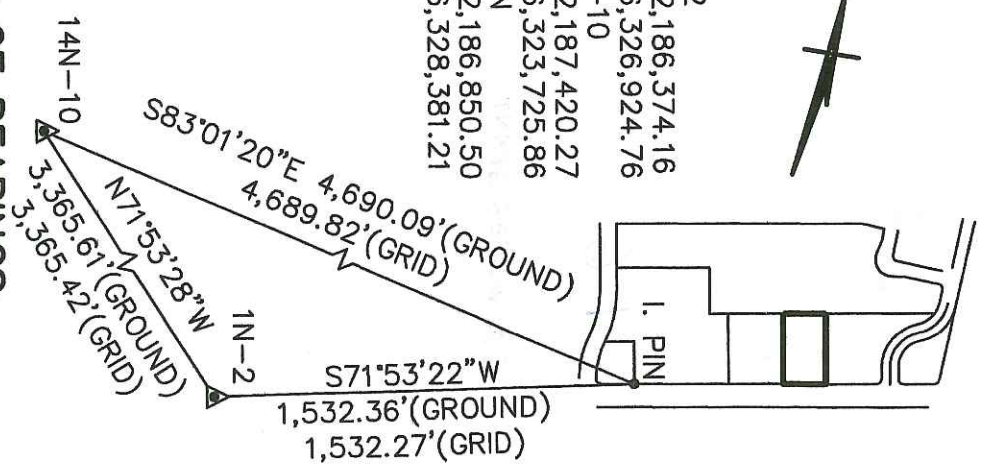 2,186,374.16
6,326,924.76
-10
2,187,420.27
6,323,725.86
N
2,186,850.50
6,328,381.21
14N-10
S83°01'20"E 4,690.09'(GROUND)
4,689.82'(GRID)
I. PIN
N71°53'28"W
3,365.61'(GROUND)
3,365.42'(GRID)
1N-2
S71°53'22"W
1,532.36'(GROUND)
1,532.27'(GRID)
OF BEARINGS